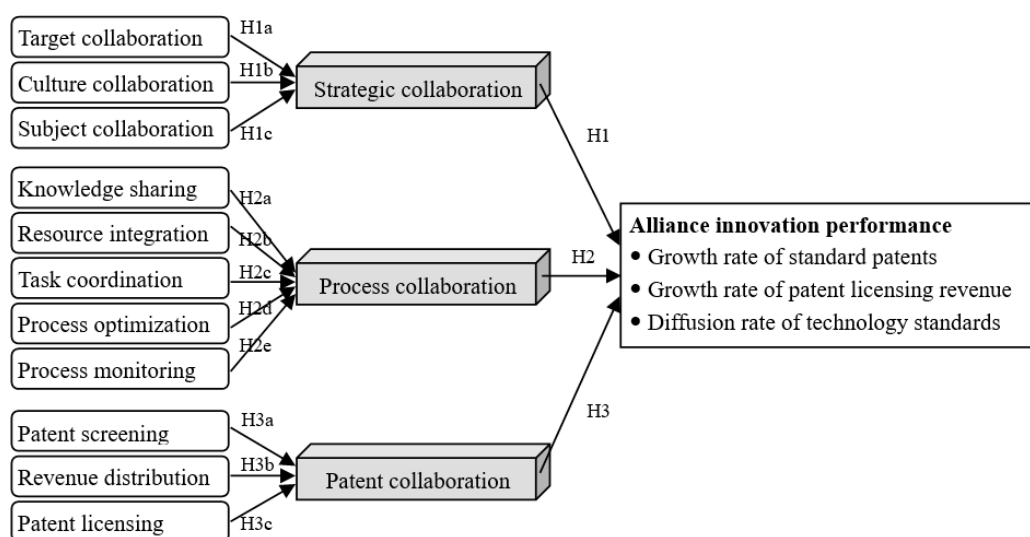 Target collaboration
Culture collaboration
Subject collaboration
H1a
H1b
H1c
Strategic collaboration
H1
Knowledge sharing
Resource integration
Task coordination
Process optimization
Process monitoring
H2a
H2b
H2c
H2d
H2e
Process collaboration
H2
Patent screening
Revenue distribution
Patent licensing
H3a
H3b
H3c
Patent collaboration
H3
Alliance innovation performance
• Growth rate of standard patents
• Growth rate of patent licensing revenue
• Diffusion rate of technology standards